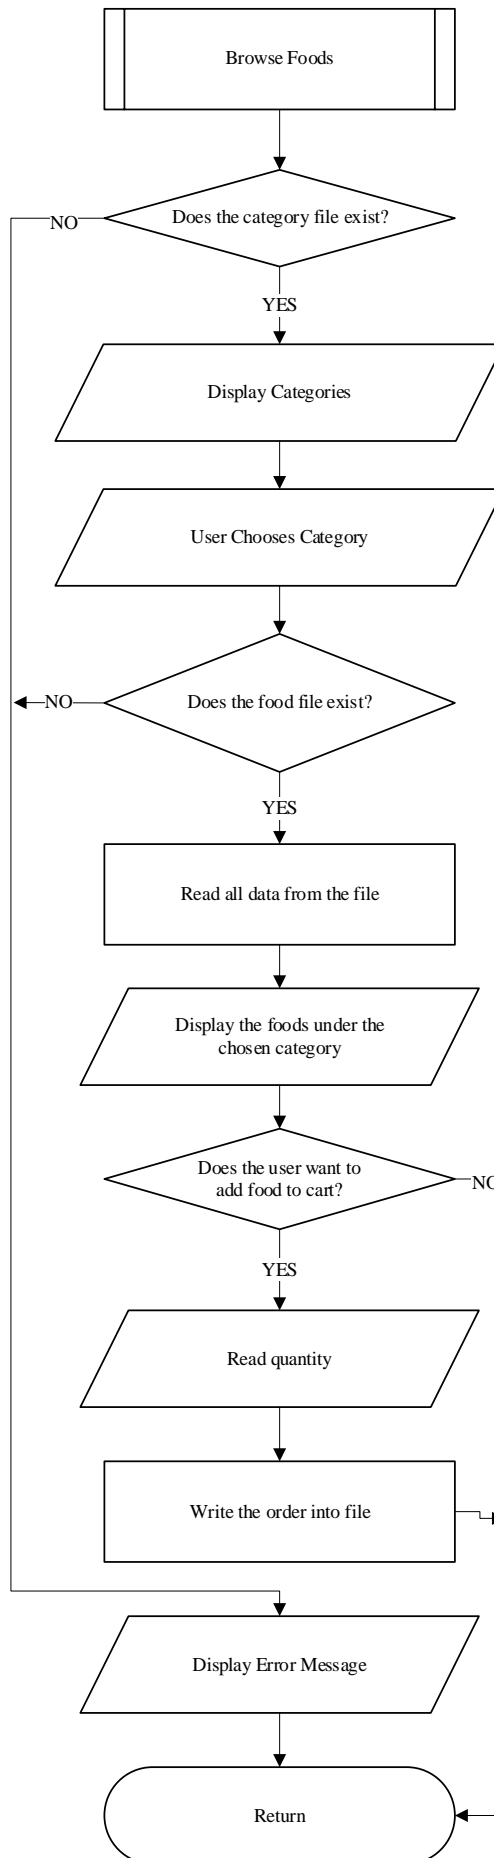 Browse Foods
Does the category file exist?
NO
YES
Display Categories
User Chooses Category
Does the food file exist?
NO
YES
Read all data from the file
Display the foods under the
chosen category
Does the user want to
add food to cart?
NO
YES
Read quantity
Write the order into file
Display Error Message
Return